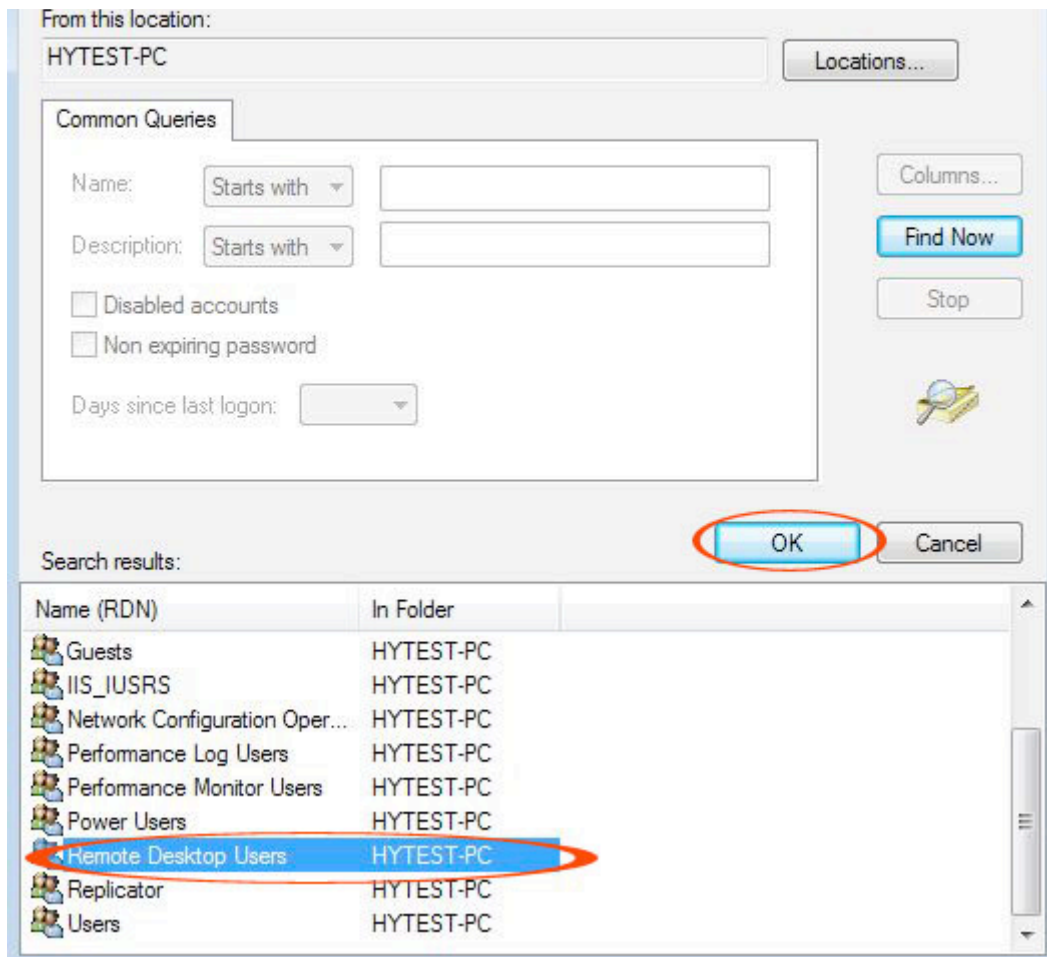 From this location:
HYTEST-PC
Locations...
Common Queries
Name:
Starts with
Columns...
Description:
Starts with
Find Now
Disabled accounts
Stop
Non expiring password
Days since last logon:
OK
Cancel
Search results:
Name (RDN) In Folder
Guests HYTEST-PC
IIS_IUSRS HYTEST-PC
Network Configuration Oper... HYTEST-PC
Performance Log Users HYTEST-PC
Performance Monitor Users HYTEST-PC
Power Users HYTEST-PC
Remote Desktop Users HYTEST-PC
Replicator HYTEST-PC
Users HYTEST-PC